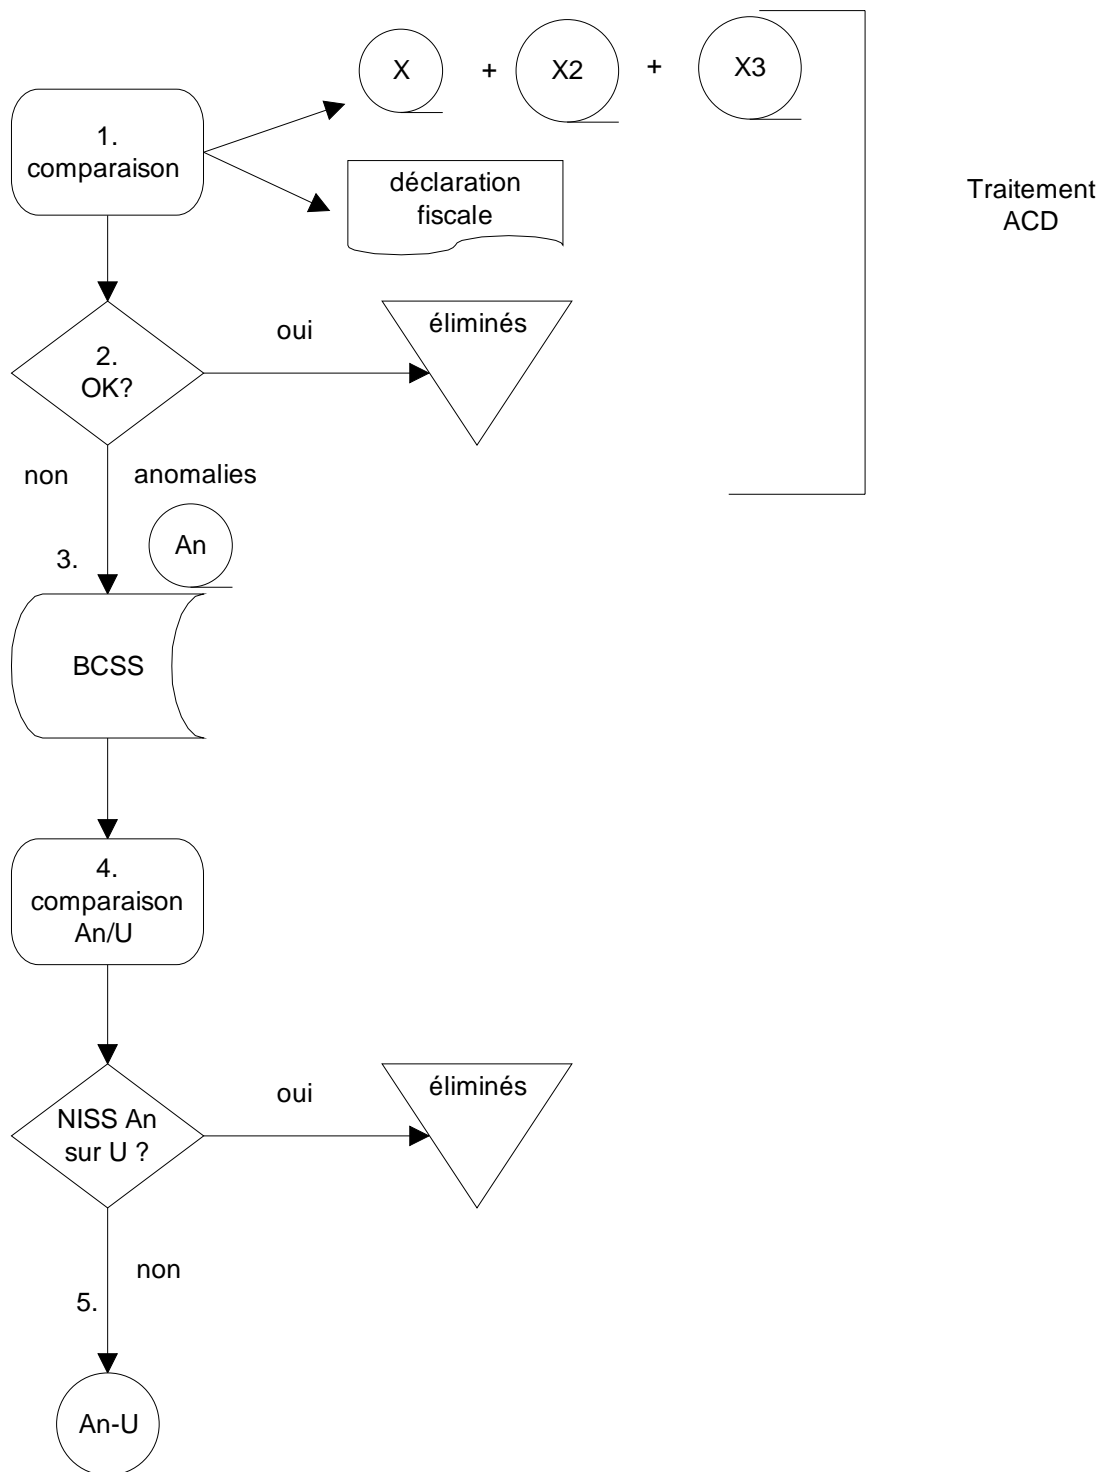 X + X2 + X3
1.
comparaison
déclaration
fiscale
Traitement
ACD
oui
éliminés
2.
OK?
non
anomalies
An
3.
BCSS
4.
comparaison
An/U
oui
éliminés
NISS An
sur U ?
non
5.
An-U